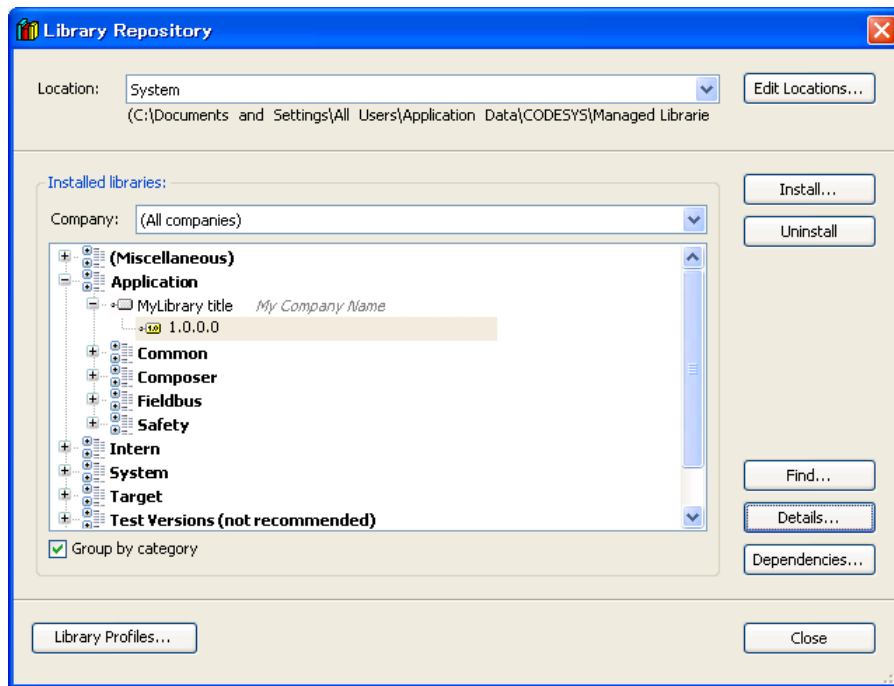 Library Repository
Location:
System
Edit Locations...
(C:\Documents and Settings\All Users\Application Data\CODESYS\Managed Librarie
Installed libraries:
Install...
Company:
(All companies)
Uninstall
(Miscellaneous)
Application
MyLibrary title My Company Name
1.0 1.0.0.0
Common
Composer
Fieldbus
Safety
Intern
System
Find...
Target
Details...
Test Versions (not recommended)
Group by category
Dependencies...
Library Profiles...
Close